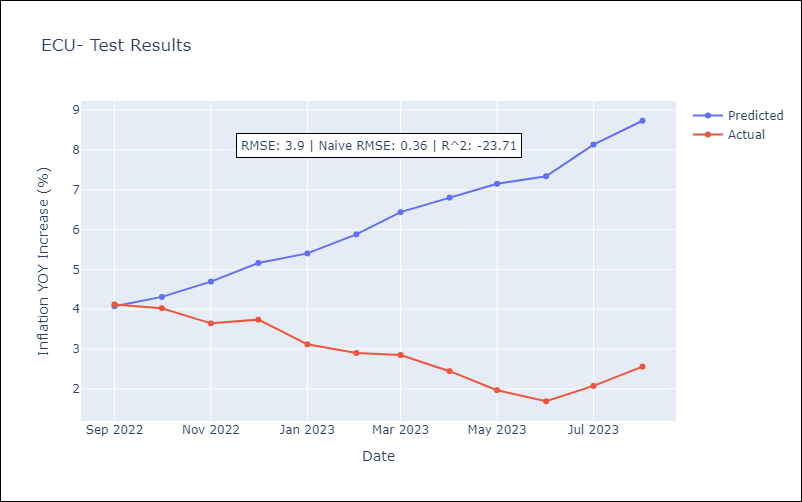 ECU- Test Results
Predicted
Actual
RMSE: 3.9 | Naive RMSE: 0.36 | R^2: -23.71
Inflation YOY Increase (%)
9
8
7
6
5
4
3
2
Sep 2022 Nov 2022 Jan 2023 Mar 2023 May 2023 Jul 2023
Date